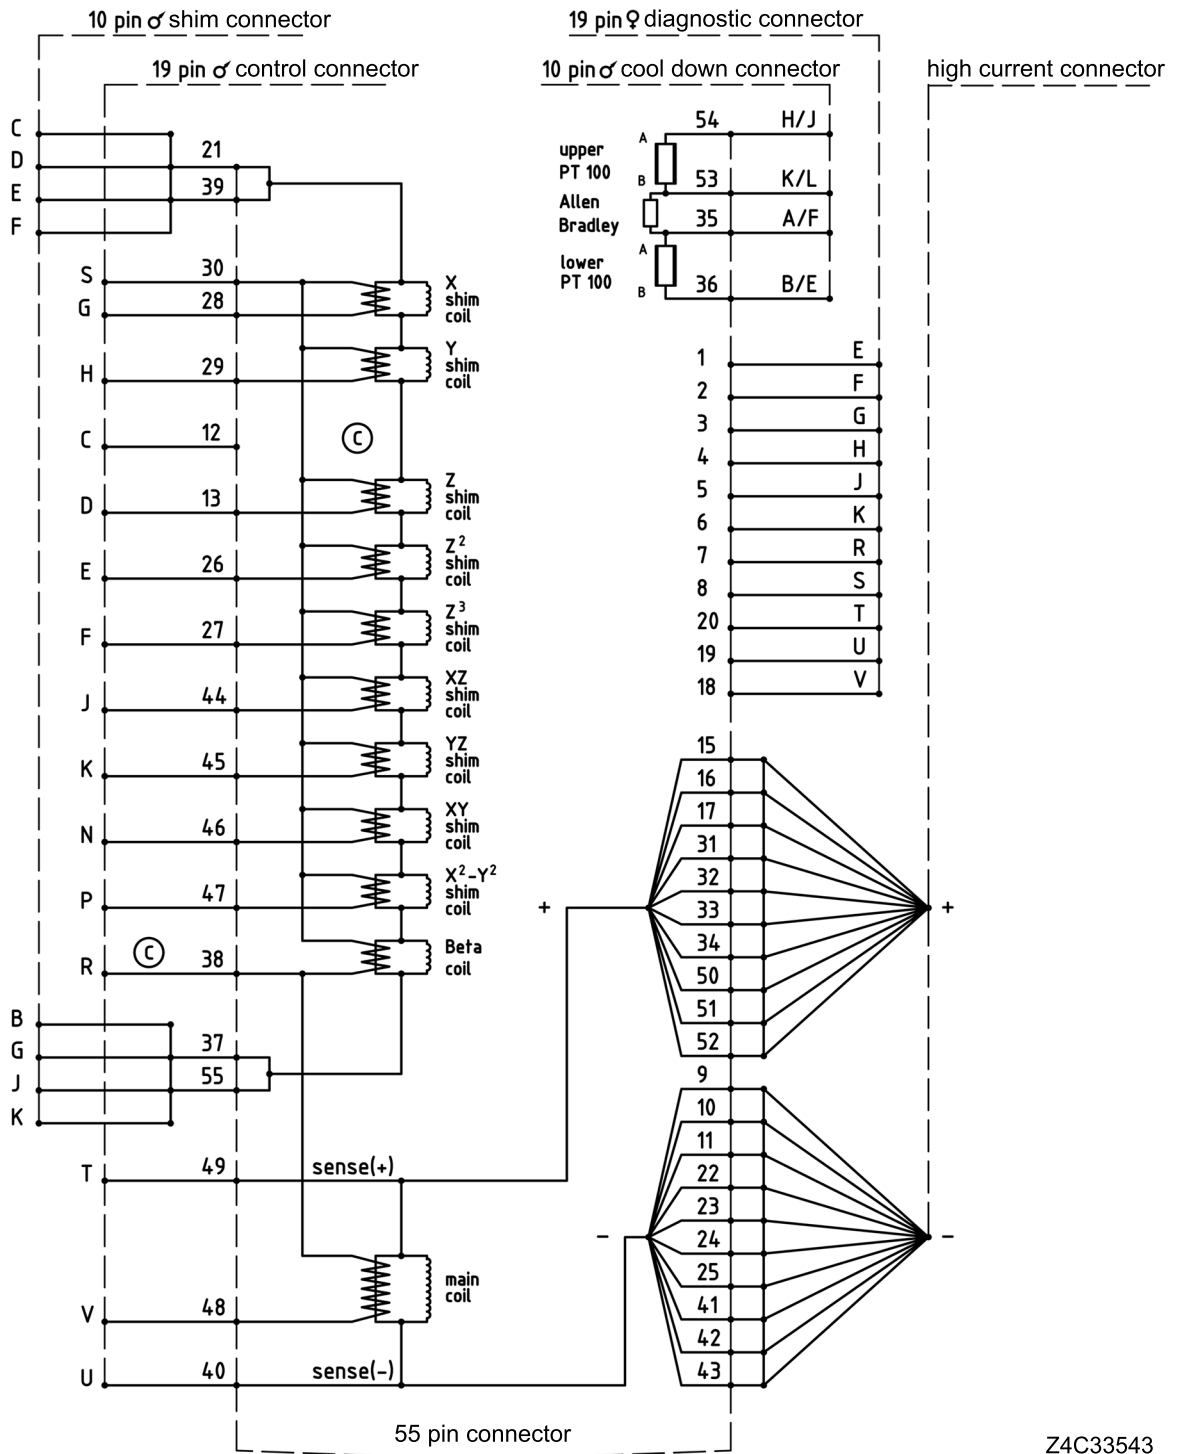 10 pin ♂ shim connector
19 pin ♀ diagnostic connector
19 pin ♂ control connector
10 pin ♂ cool down connector
high current connector
C
D 21
E 39
F
S 30
G 28
X
shim
coil
H 29
Y
shim
coil
C 12
C
D 13
Z
shim
coil
E 26
Z²
shim
coil
F 27
Z³
shim
coil
J 44
XZ
shim
coil
K 45
YZ
shim
coil
N 46
XY
shim
coil
P 47
X²-Y²
shim
coil
R C 38
Beta
coil
B
G 37
J 55
K
T 49 sense(+)
V 48
main
coil
U 40 sense(-)
A 54 H/J
upper
PT 100
B 53 K/L
Allen
Bradley
35 A/F
A
lower
PT 100
B 36 B/E
1 E
2 F
3 G
4 H
5 J
6 K
7 R
8 S
20 T
19 U
18 V
15
16
17
31
32
+ 33 +
34
50
51
52
9
10
11
22
23
- 24 -
25
41
42
43
55 pin connector
Z4C33543